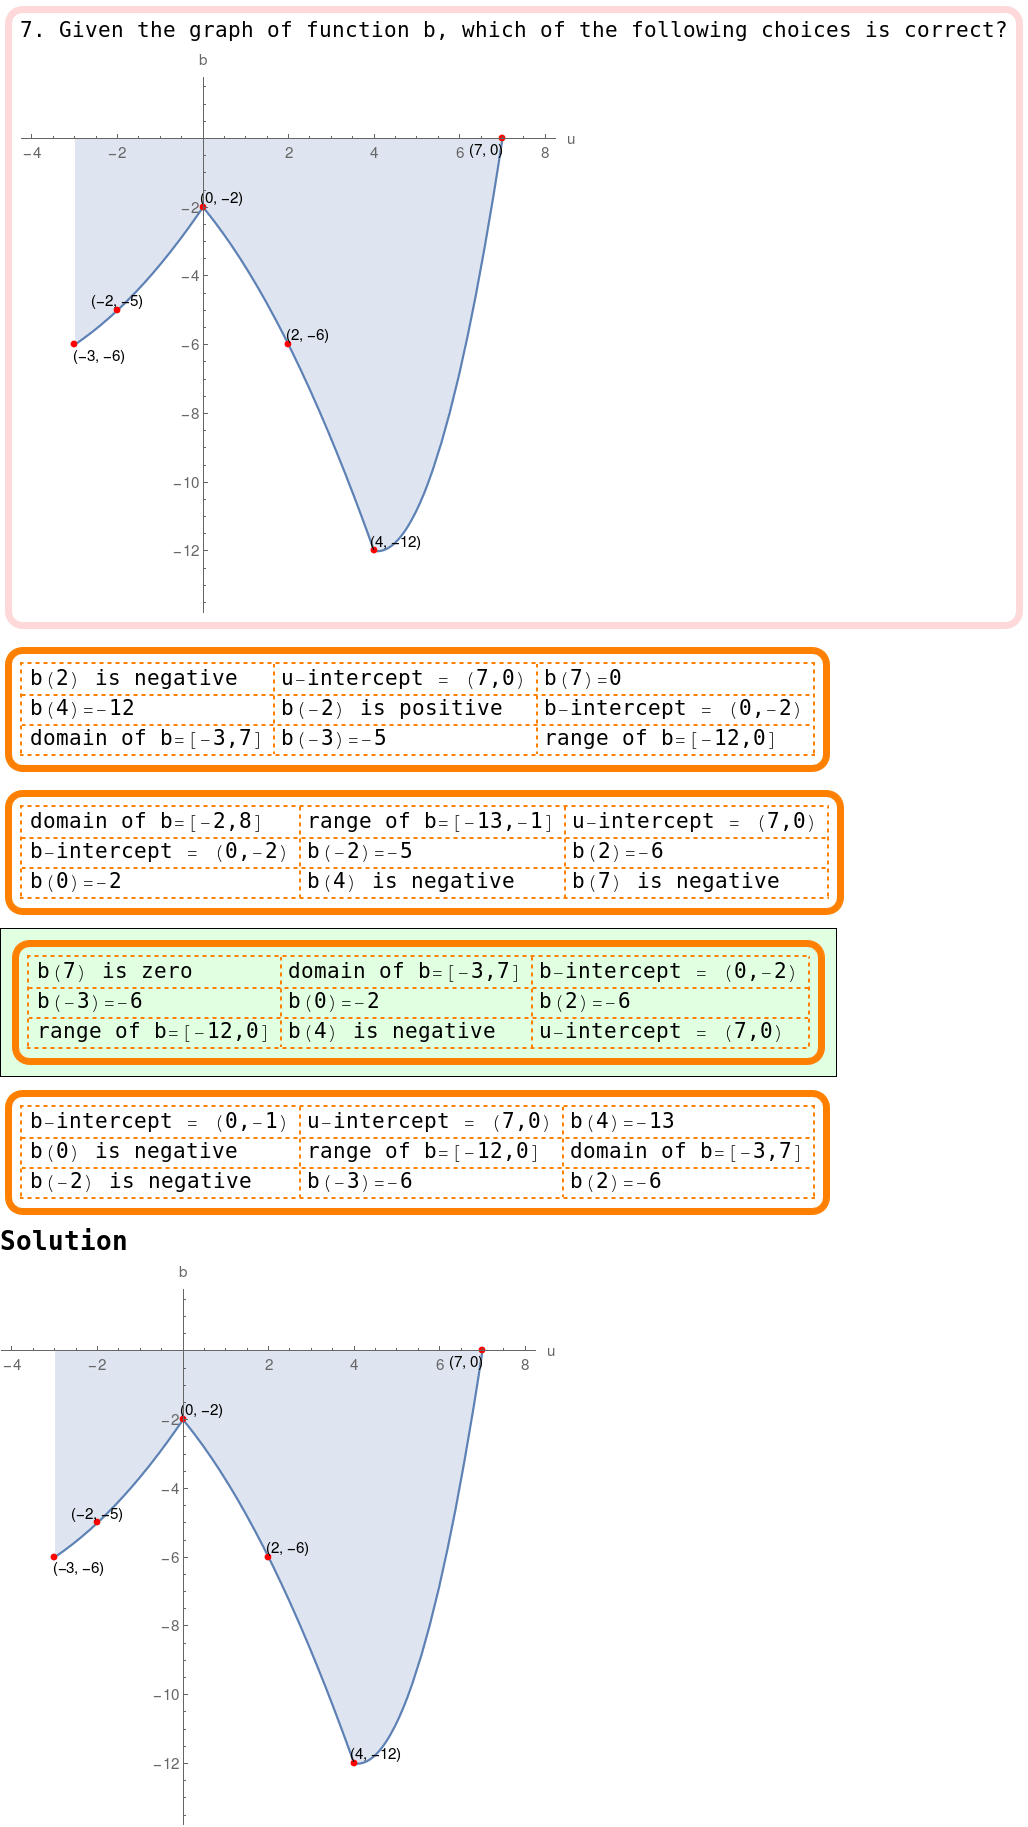 7. Given the graph of function b, which of the following choices is correct?
b
u
−4 −2 2 4 6 8
(7, 0)
(0, −2)
−2
−4
(−2, −5)
(2, −6)
−6
(−3, −6)
−8
−10
(4, −12)
−12
b(2) is negative u-intercept = (7,0) b(7)=0
b(4)=-12 b(-2) is positive b-intercept = (0,-2)
domain of b=[-3,7] b(-3)=-5 range of b=[-12,0]
domain of b=[-2,8] range of b=[-13,-1] u-intercept = (7,0)
b-intercept = (0,-2) b(-2)=-5 b(2)=-6
b(0)=-2 b(4) is negative b(7) is negative
b(7) is zero domain of b=[-3,7] b-intercept = (0,-2)
b(-3)=-6 b(0)=-2 b(2)=-6
range of b=[-12,0] b(4) is negative u-intercept = (7,0)
b-intercept = (0,-1) u-intercept = (7,0) b(4)=-13
b(0) is negative range of b=[-12,0] domain of b=[-3,7]
b(-2) is negative b(-3)=-6 b(2)=-6
Solution
b
u
−4 −2 2 4 6 8
(7, 0)
(0, −2)
−2
−4
(−2, −5)
(2, −6)
−6
(−3, −6)
−8
−10
(4, −12)
−12